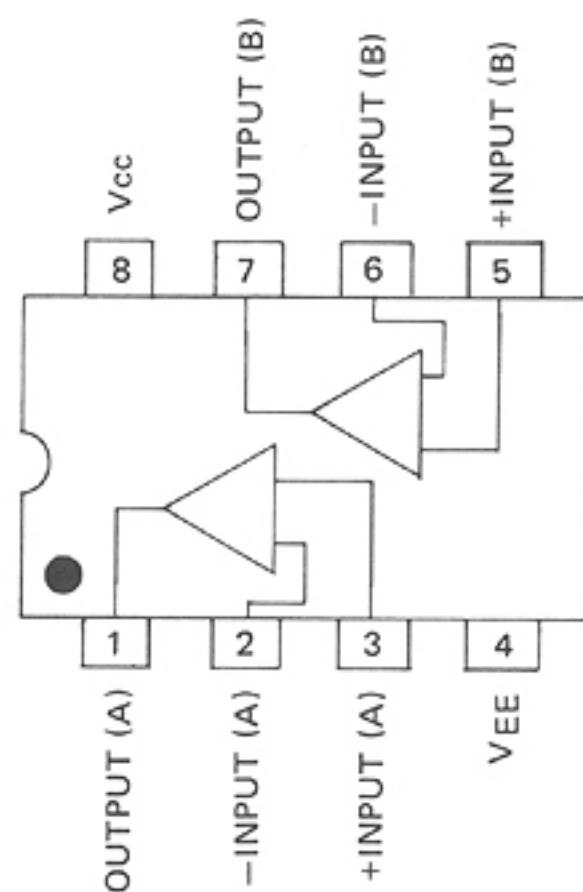 Vcc
OUTPUT (B)
−INPUT (B)
+INPUT (B)
8
7
6
5
1
2
3
4
OUTPUT (A)
−INPUT (A)
+INPUT (A)
VEE